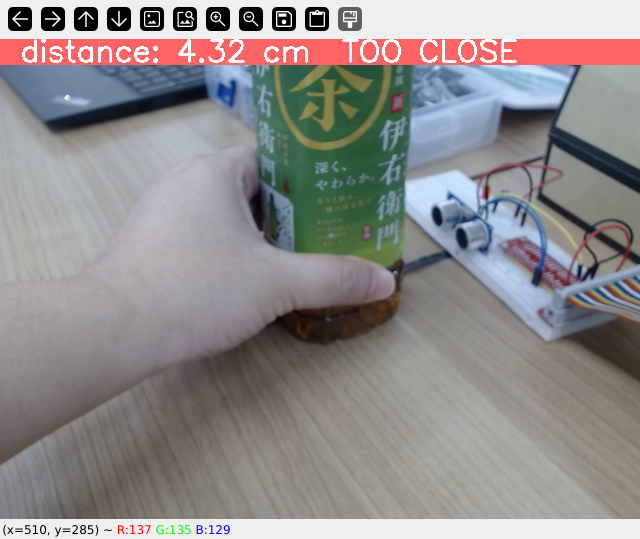 distance: 4.32 cm TOO CLOSE
茶
伊右衛門
伊右衛門
深く、
やわらか。
(x=510, y=285) ~ R:137 G:135 B:129